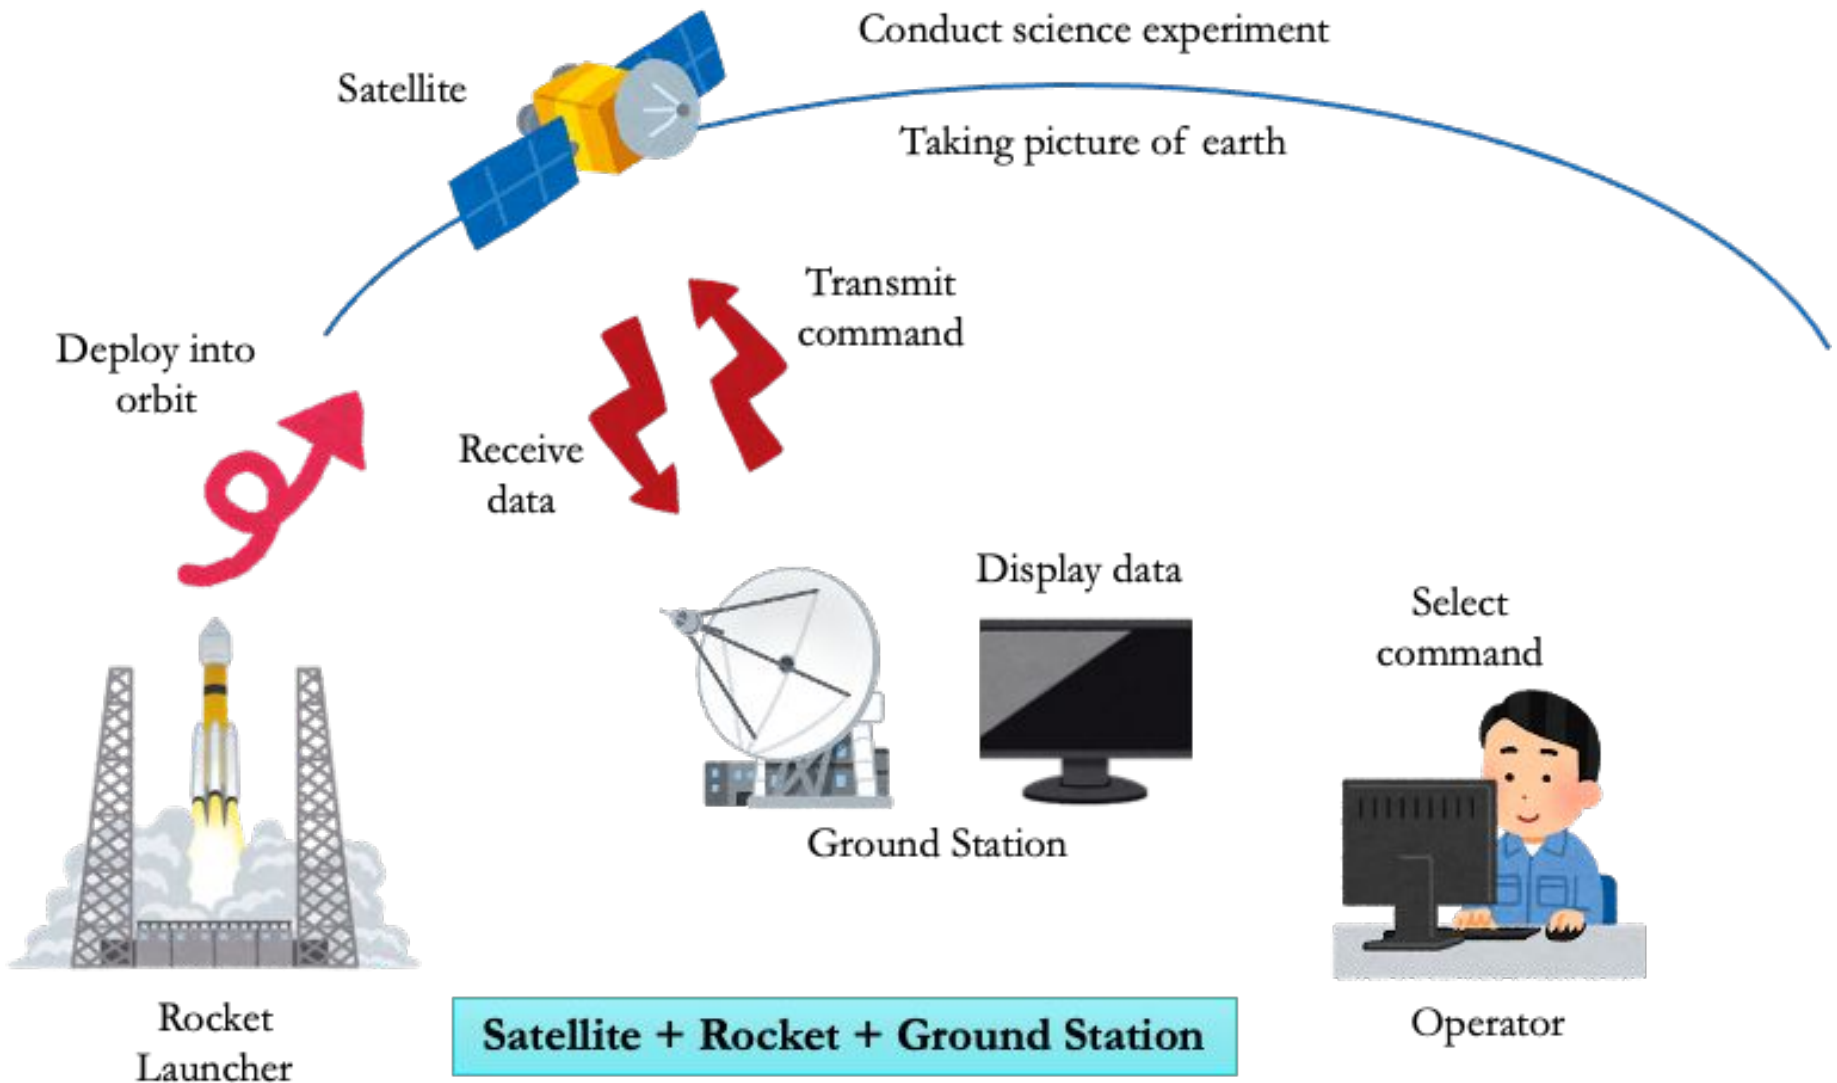 Conduct science experiment
Satellite
Taking picture of earth
Transmit
command
Deploy into
orbit
Receive
data
Display data
Select
command
Ground Station
Rocket
Launcher
Satellite + Rocket + Ground Station
Operator